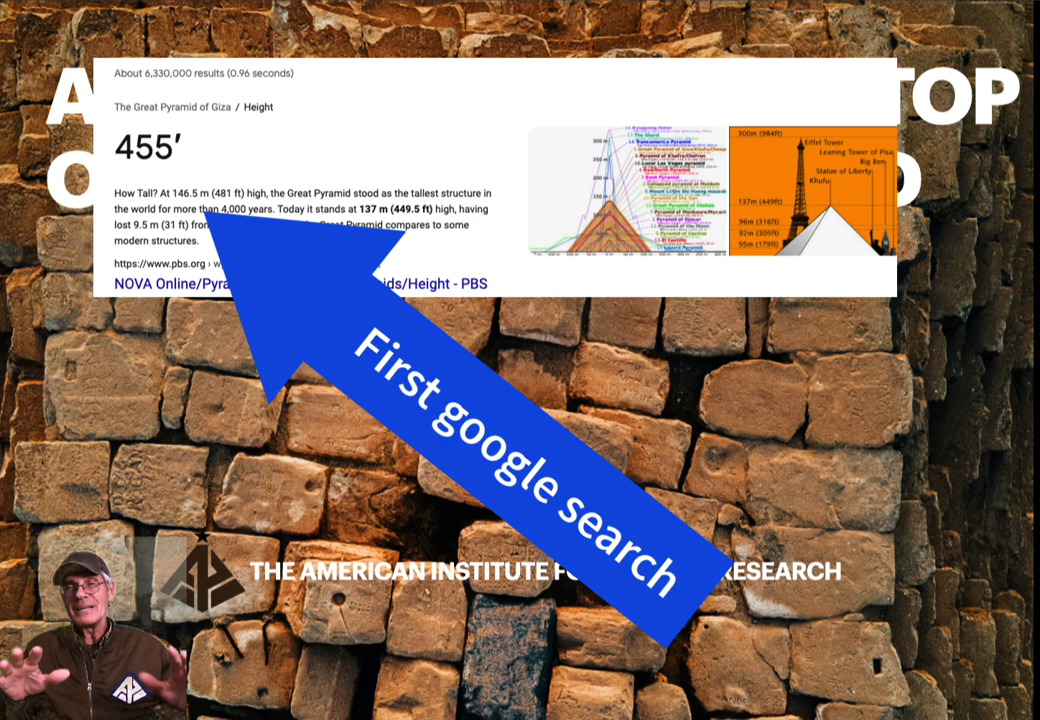 A
TOP
O
About 6,330,000 results (0.96 seconds)
The Great Pyramid of Giza / Height
455′
How Tall? At 146.5 m (481 ft) high, the Great Pyramid stood as the tallest structure in
the world for more than 4,000 years. Today it stands at 137 m (449.5 ft) high, having
lost 9.5 m (31 ft) from
Great Pyramid compares to some
modern structures.
https://www.pbs.org › w
NOVA Online/Pyra
ids/Height - PBS
300m (984ft)
Eiffel Tower
Leaning Tower of Pisa
Big Ben
Statue of Liberty
Khufu
137m (449ft)
96m (316ft)
92m (305ft)
55m (179ft)
First google search
THE AMERICAN INSTITUTE F
RESEARCH